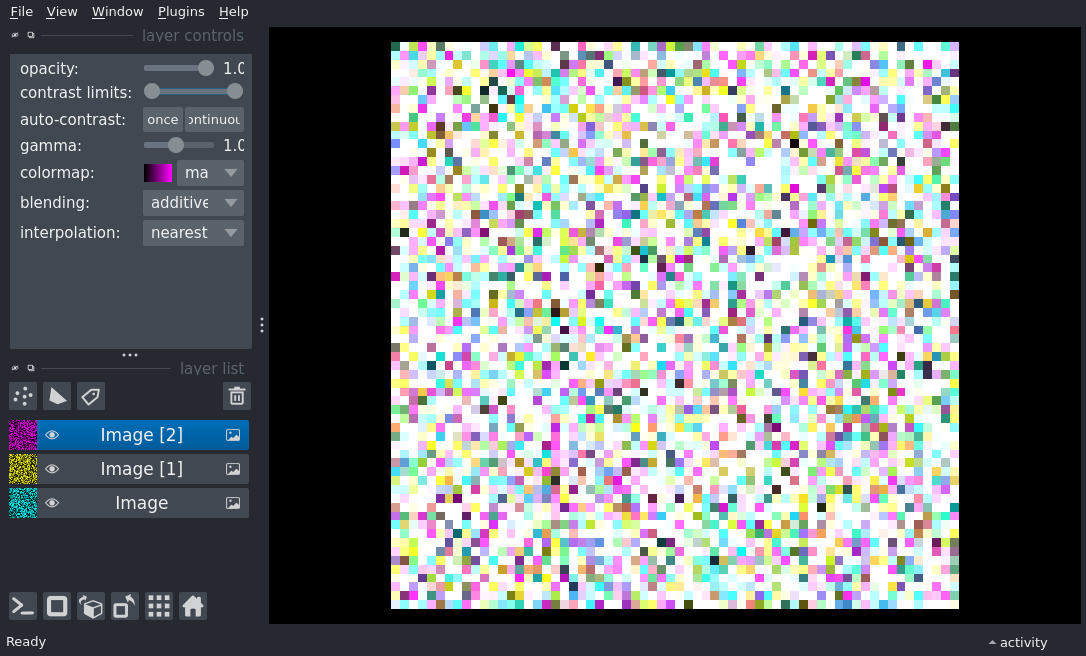 File View Window Plugins Help
layer controls
opacity: 1.0
contrast limits:
auto-contrast: once ontinuou
gamma: 1.0
colormap: ma
blending: additive
interpolation: nearest
layer list
Image [2]
Image [1]
Image
Ready
activity